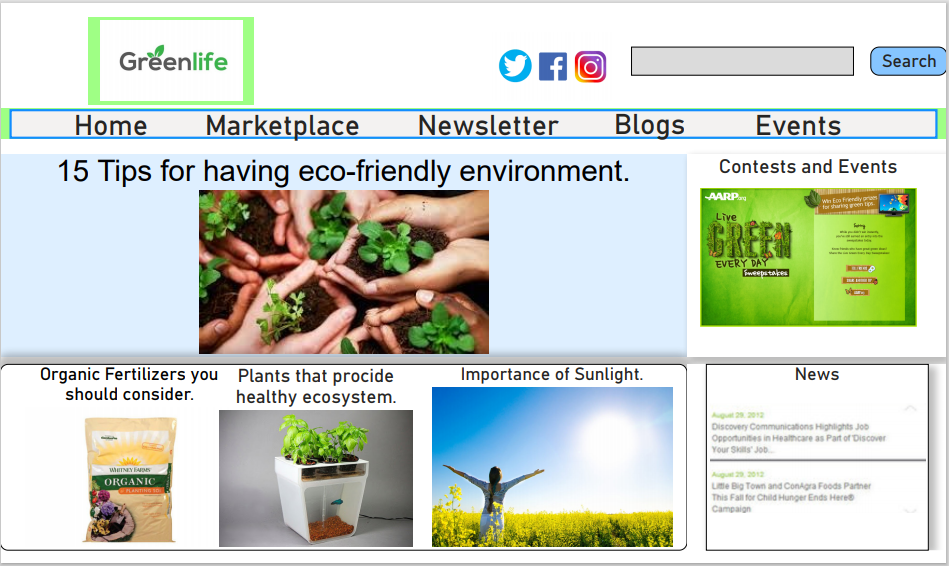 Greenlife
Search
Home Marketplace Newsletter Blogs Events
15 Tips for having eco-friendly environment.
Contests and Events
AARP.org
Win Eco Friendly prizes
for sharing green tips.
Live
GREEN
EVERY DAY
Sweepstakes
Sorry
Organic Fertilizers you
should consider.
WHITNEY FARMS
ORGANIC
Plants that procide
healthy ecosystem.
Importance of Sunlight.
News
August 29, 2012
Discovery Communications Highlights Job
Opportunities in Healthcare as Part of 'Discover
Your Skills' Job...
August 29, 2012
Little Big Town and ConAgra Foods Partner
This Fall for Child Hunger Ends Here®
Campaign